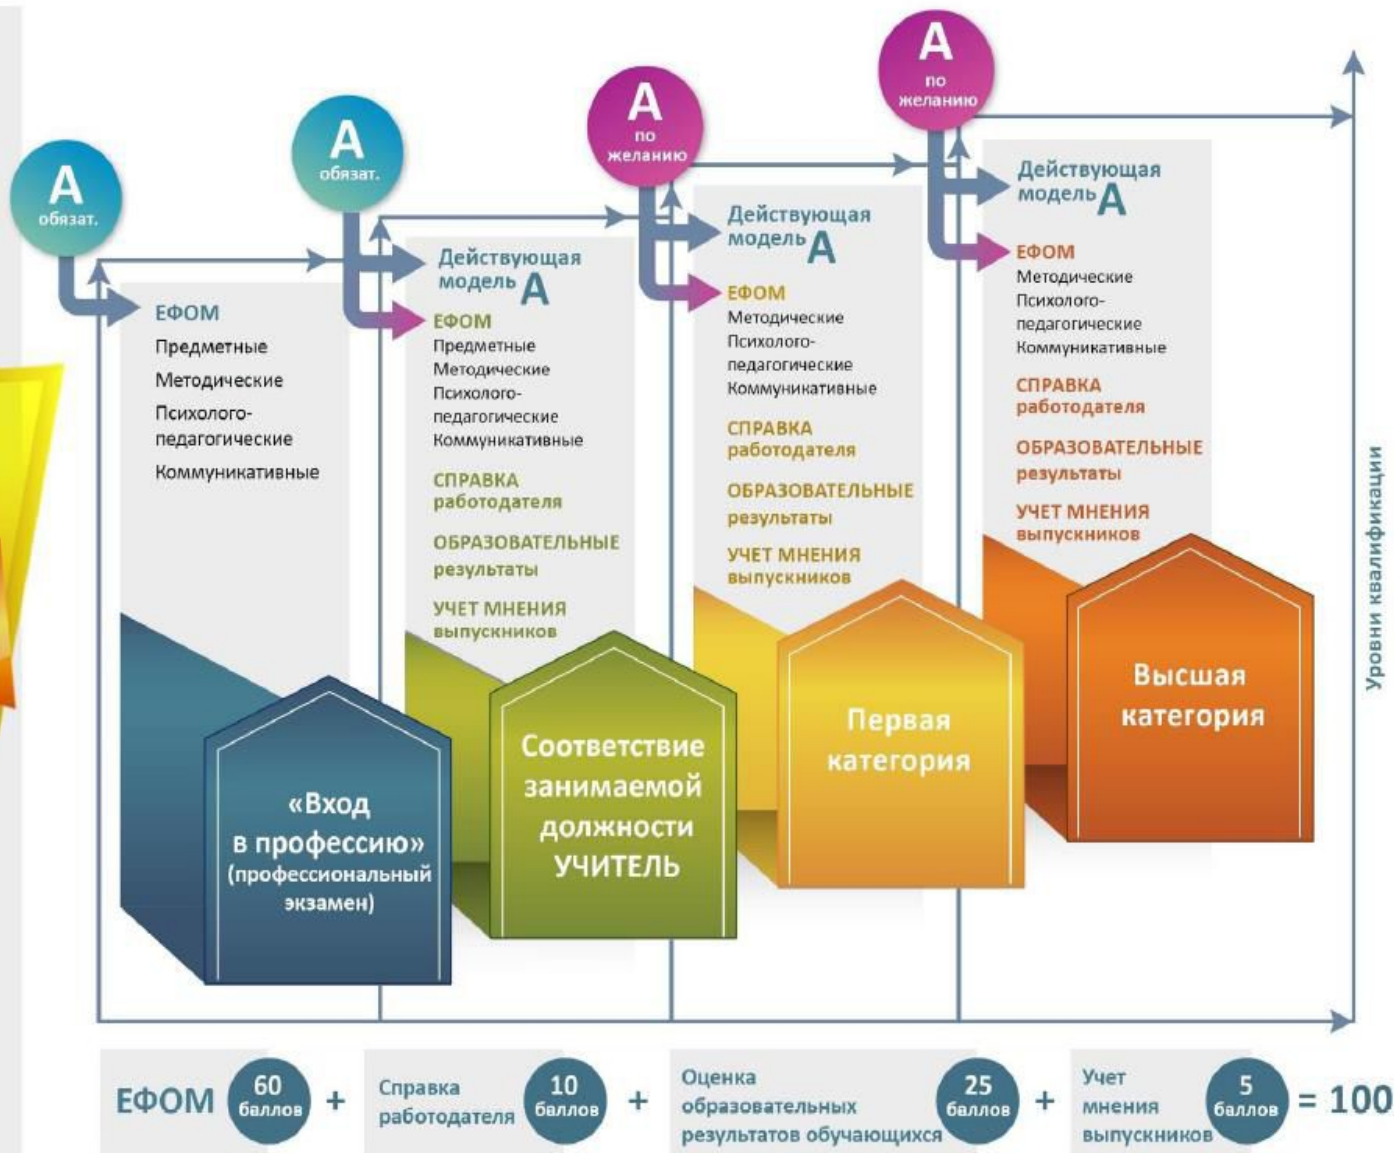 А
обязат.
ЕФОМ
Предметные
Методические
Психолого-
педагогические
Коммуникативные
«Вход
в профессию»
(профессиональный
экзамен)
А
обязат.
Действующая
модель А
ЕФОМ
Предметные
Методические
Психолого-
педагогические
Коммуникативные
СПРАВКА
работодателя
ОБРАЗОВАТЕЛЬНЫЕ
результаты
УЧЕТ МНЕНИЯ
выпускников
Соответствие
занимаемой
должности
УЧИТЕЛЬ
А
по
желанию
Действующая
модель А
ЕФОМ
Методические
Психолого-
педагогические
Коммуникативные
СПРАВКА
работодателя
ОБРАЗОВАТЕЛЬНЫЕ
результаты
УЧЕТ МНЕНИЯ
выпускников
Первая
категория
А
по
желанию
Действующая
модель А
ЕФОМ
Методические
Психолого-
педагогические
Коммуникативные
СПРАВКА
работодателя
ОБРАЗОВАТЕЛЬНЫЕ
результаты
УЧЕТ МНЕНИЯ
выпускников
Высшая
категория
Уровни квалификации
ЕФОМ
60
баллов
+
Справка
работодателя
10
баллов
+
Оценка
образовательных
результатов обучающихся
25
баллов
+
Учет
мнения
выпускников
5
баллов
= 100